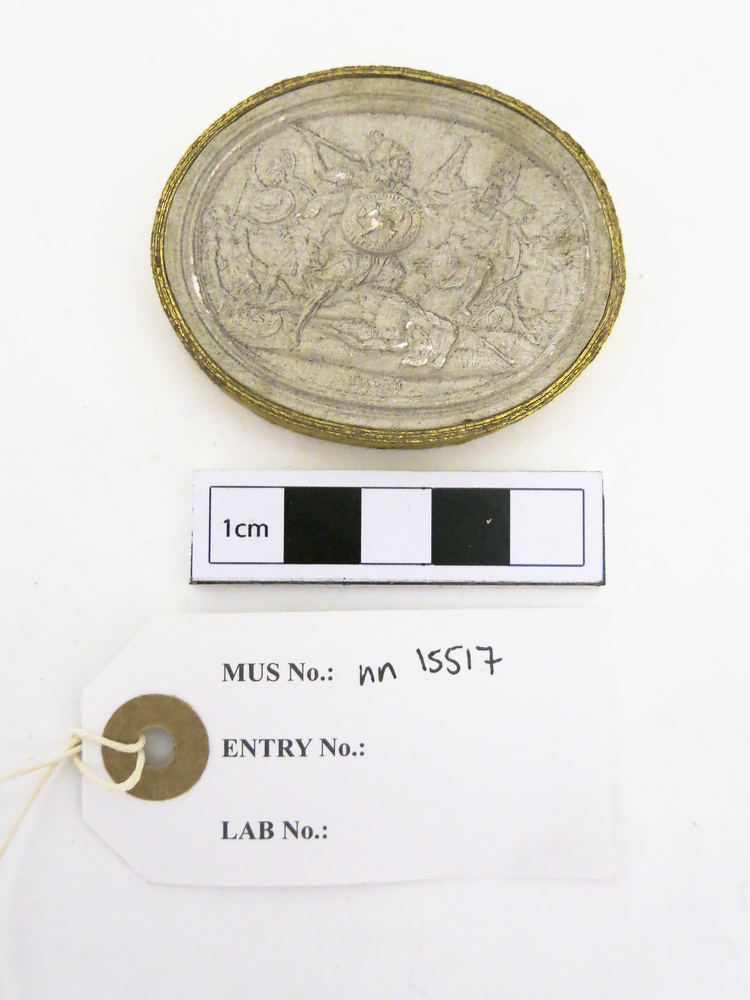 1cm
MUS No.: nn 15517
ENTRY No.:
LAB No.: